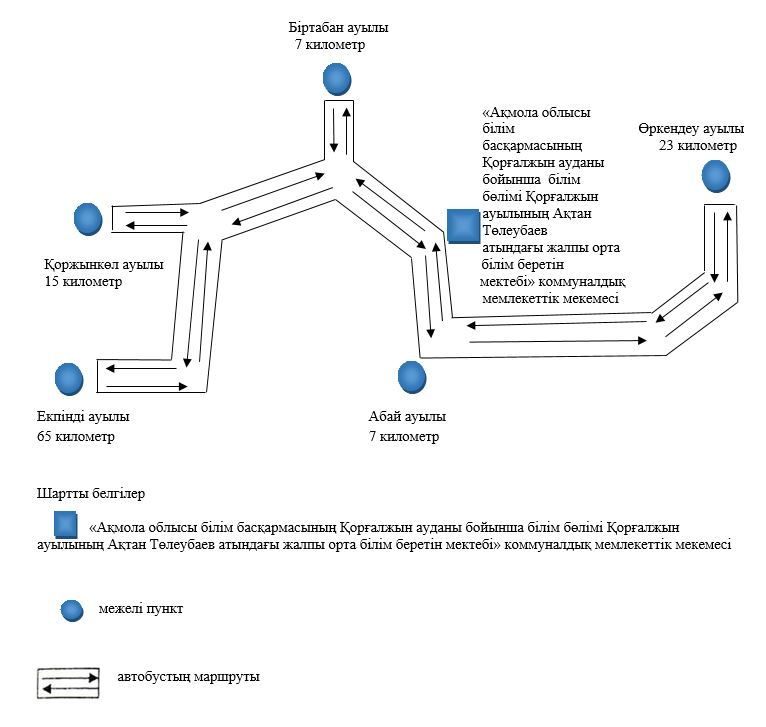 Біртабан ауылы
7 километр
«Ақмола облысы
білім
басқармасының
Қорғалжын ауданы
бойынша білім
бөлімі Қорғалжын
ауылының Ақтан
Төлеубаев
атындағы жалпы орта
білім беретін
мектебі» коммуналдық
мемлекеттік мекемесі
Өркендеу ауылы
23 километр
Қоржынкөл ауылы
15 километр
Екпінді ауылы
65 километр
Абай ауылы
7 километр
Шартты белгілер
«Ақмола облысы білім басқармасының Қорғалжын ауданы бойынша білім бөлімі Қорғалжын
ауылының Ақтан Төлеубаев атындағы жалпы орта білім беретін мектебі» коммуналдық мемлекеттік мекемесі
межелі пункт
автобустың маршруты